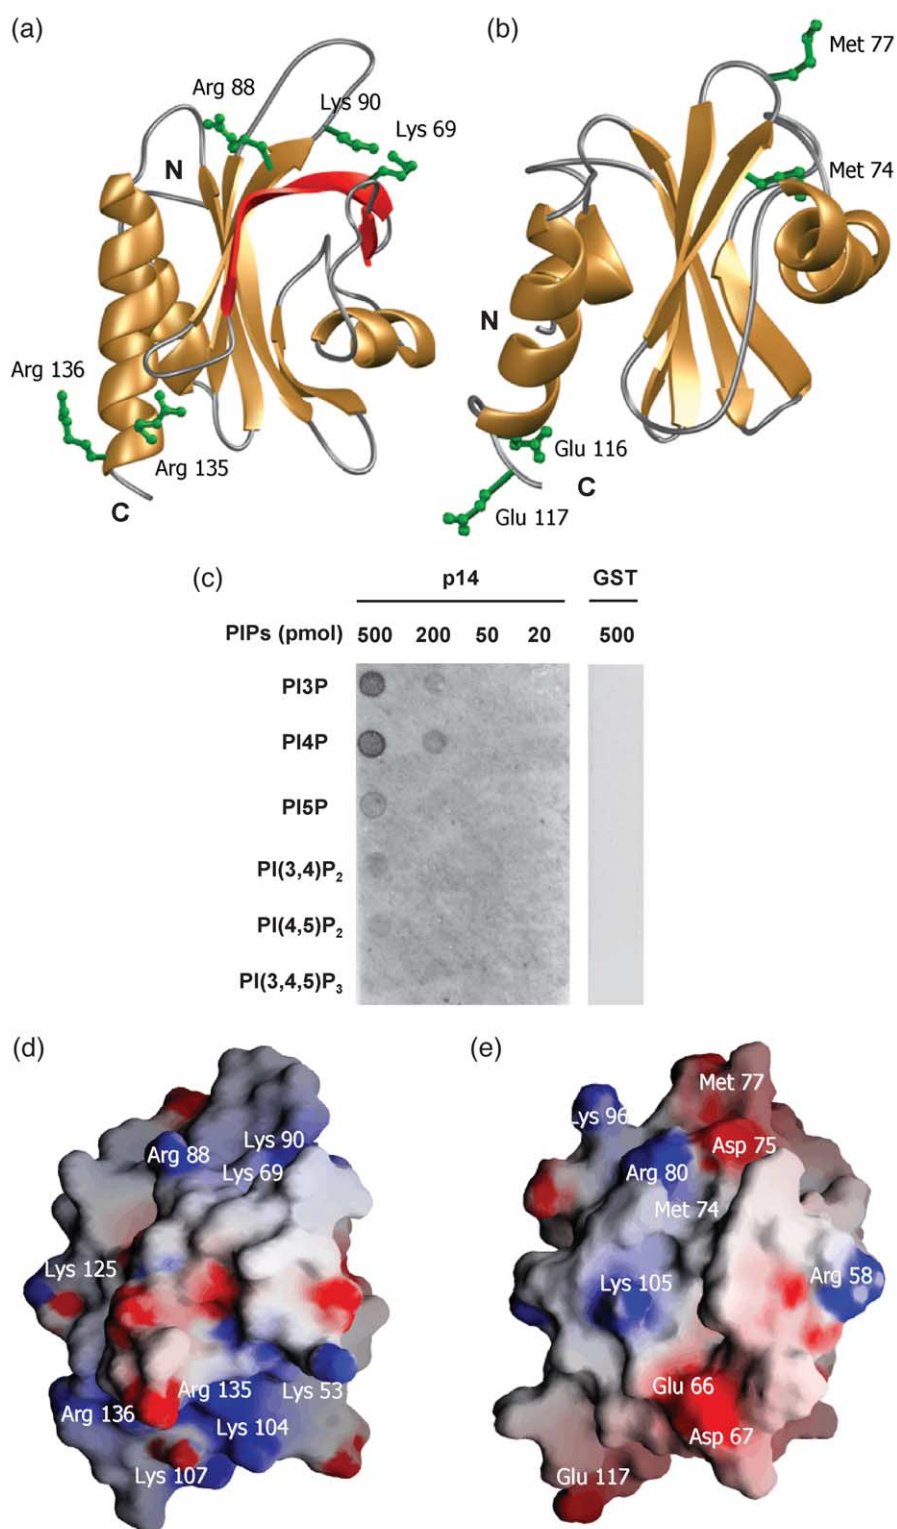 (a)
Arg 88
Lys 90
Lys 69
N
Arg 136
Arg 135
C
(b)
Met 77
Met 74
N
Glu 116
C
Glu 117
(c)
p14 GST
PIPs (pmol) 500 200 50 20 500
PI3P
PI4P
PI5P
PI(3,4)P₂
PI(4,5)P₂
PI(3,4,5)P₃
(d)
Lys 90
Arg 88
Lys 69
Lys 125
Arg 135
Lys 53
Arg 136
Lys 104
Lys 107
(e)
Met 77
Lys 96
Asp 75
Arg 80
Met 74
Arg 58
Lys 105
Glu 66
Asp 67
Glu 117